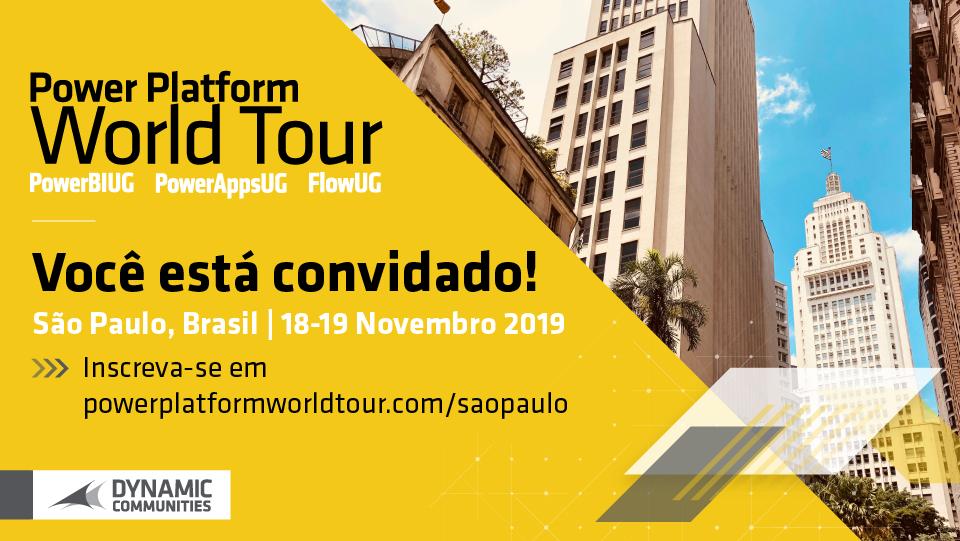 Power Platform
World Tour
PowerBIUG PowerAppsUG FlowUG
Você está convidado!
São Paulo, Brasil | 18-19 Novembro 2019
Inscreva-se em
powerplatformworldtour.com/saopaulo
DYNAMIC
COMMUNITIES